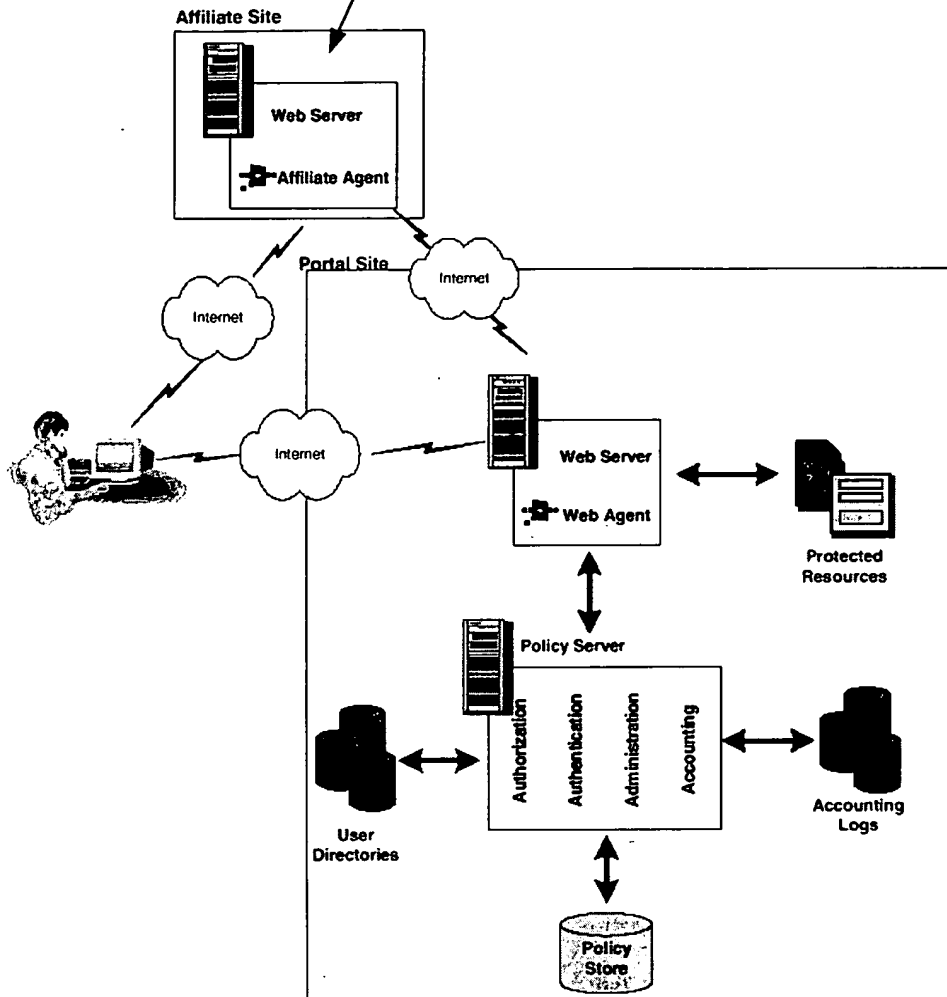 Affiliate Site
Web Server
Affiliate Agent
Portal Site
Internet
Internet
Internet
Web Server
Web Agent
Protected
Resources
Policy Server
Authorization
Authentication
Administration
Accounting
User
Directories
Accounting
Logs
Policy
Store